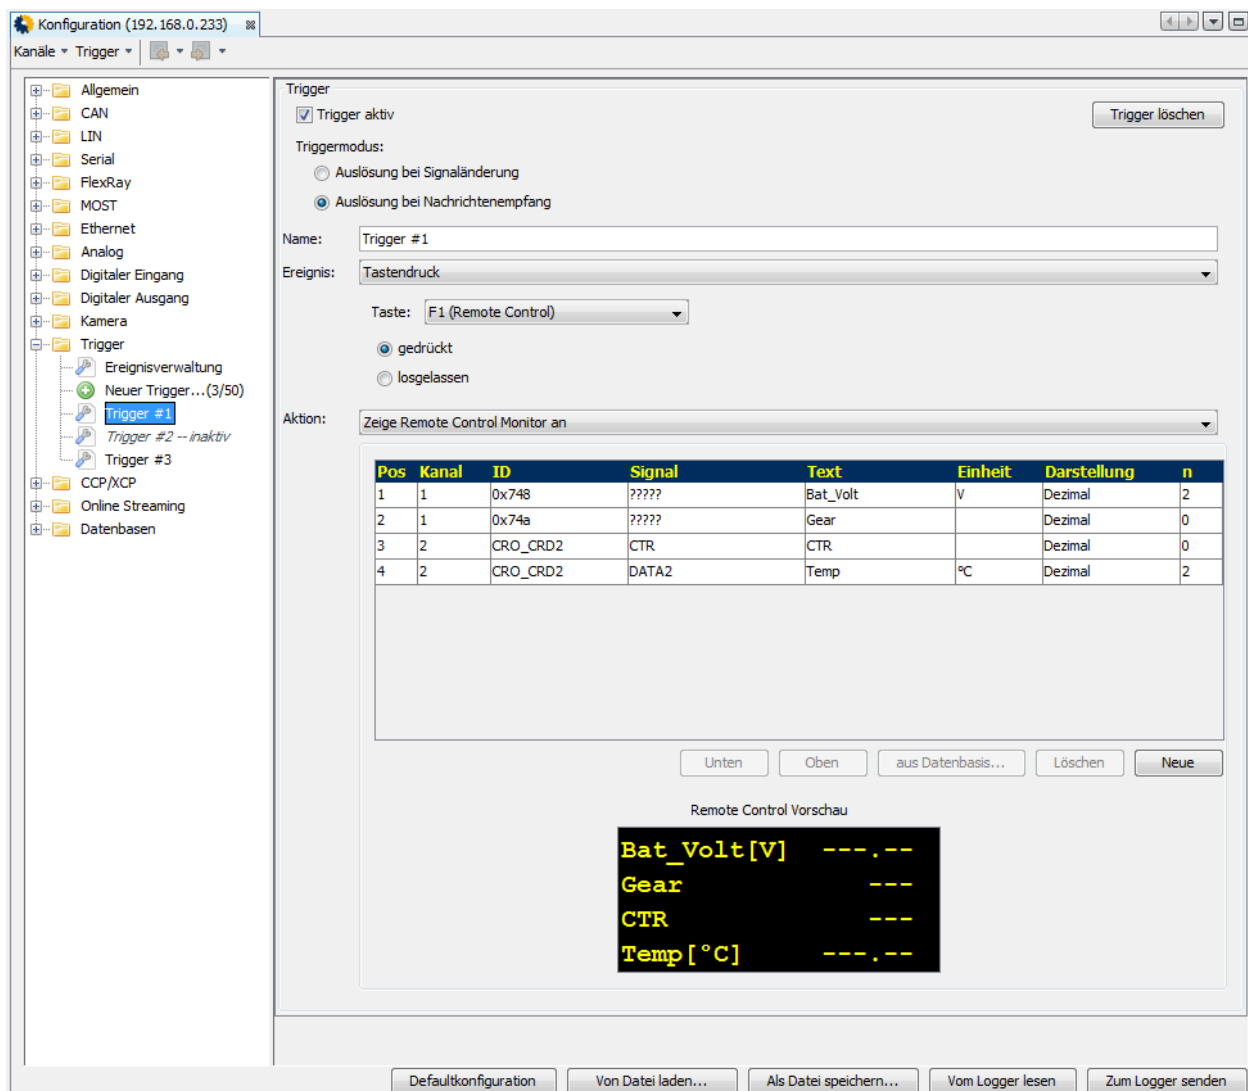 Konfiguration (192.168.0.233)
Kanäle Trigger
Allgemein
CAN
LIN
Serial
FlexRay
MOST
Ethernet
Analog
Digitaler Eingang
Digitaler Ausgang
Kamera
Trigger
Ereignisverwaltung
Neuer Trigger...(3/50)
Trigger #1
Trigger #2 -- inaktiv
Trigger #3
CCP/XCP
Online Streaming
Datenbasen
Trigger
Trigger aktiv
Trigger löschen
Triggermodus:
Auslösung bei Signaländerung
Auslösung bei Nachrichtenempfang
Name: Trigger #1
Ereignis: Tastendruck
Taste: F1 (Remote Control)
gedrückt
losgelassen
Aktion: Zeige Remote Control Monitor an
Pos Kanal ID Signal Text Einheit Darstellung n
1 1 0x748 ????? Bat_Volt V Dezimal 2
2 1 0x74a ????? Gear Dezimal 0
3 2 CRO_CRD2 CTR CTR Dezimal 0
4 2 CRO_CRD2 DATA2 Temp °C Dezimal 2
Unten Oben aus Datenbasis... Löschen Neue
Remote Control Vorschau
Bat_Volt[V] ---.--
Gear ---
CTR ---
Temp[°C] ---.--
Defaultkonfiguration Von Datei laden... Als Datei speichern... Vom Logger lesen Zum Logger senden